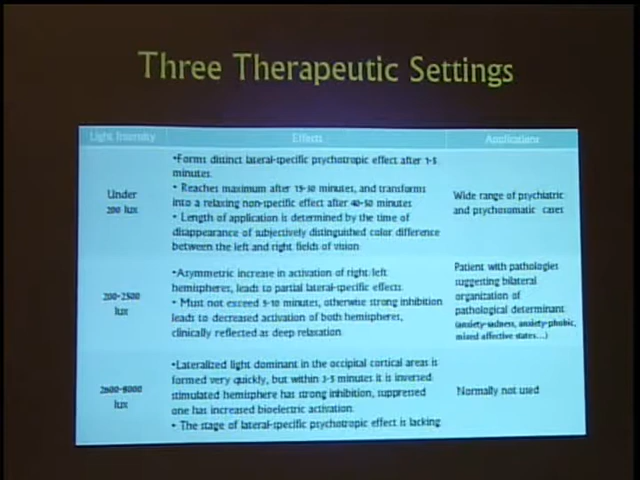 Three Therapeutic Settings
Light Intensity Effects Applications
Under
200 lux
•Forms distinct lateral-specific psychotropic effect after 1-5
minutes.
• Reaches maximum after 15-30 minutes, and transforms
into a relaxing non-specific effect after 40-50 minutes
• Length of application is determined by the time of
disappearance of subjectively distinguished color difference
between the left and right fields of vision
Wide range of psychiatric
and psychosomatic cases
200-2500
lux
•Asymmetric increase in activation of right/left
hemispheres, leads to partial lateral-specific effects.
• Must not exceed 5-10 minutes, otherwise strong inhibition
leads to decreased activation of both hemispheres,
clinically reflected as deep relaxation.
Patient with pathologies
suggesting bilateral
organization of
pathological determinant
(anxiety-sadness, anxiety-phobic,
mixed affective states...)
lux
•Lateralized light dominant in the occipital cortical areas is
formed very quickly, but within 3-5 minutes it is inversed:
stimulated hemisphere has strong inhibition, suppressed
one has increased bioelectric activation.
• The stage of lateral-specific psychotropic effect is lacking
Normally not used